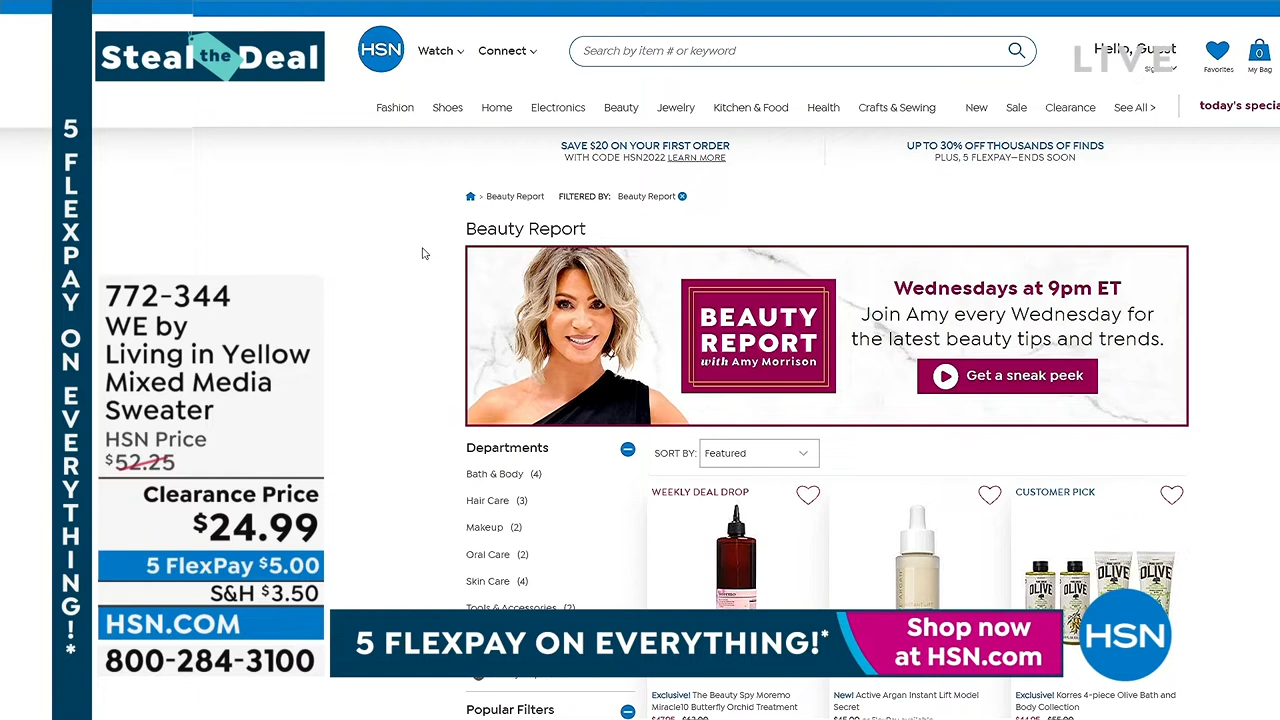 5 FLEXPAY ON EVERYTHING!*
Steal the Deal
HSN
Watch
Connect
Search by item # or keyword
Hello, Guest
LIVE
Favorites
0
My Bag
Fashion
Shoes
Home
Electronics
Beauty
Jewelry
Kitchen & Food
Health
Crafts & Sewing
New
Sale
Clearance
See All >
today's specia
SAVE $20 ON YOUR FIRST ORDER
WITH CODE HSN2022 LEARN MORE
UP TO 30% OFF THOUSANDS OF FINDS
PLUS, 5 FLEXPAY—ENDS SOON
> Beauty Report
FILTERED BY: Beauty Report
Beauty Report
BEAUTY
REPORT
with Amy Morrison
Wednesdays at 9pm ET
Join Amy every Wednesday for
the latest beauty tips and trends.
Get a sneak peek
772-344
WE by
Living in Yellow
Mixed Media
Sweater
HSN Price
$52.25
Clearance Price
$24.99
5 FlexPay $5.00
S&H $3.50
HSN.COM
800-284-3100
Departments
Bath & Body (4)
Hair Care (3)
Makeup (2)
Oral Care (2)
Skin Care (4)
Tools & Accessories (2)
Popular Filters
SORT BY: Featured
WEEKLY DEAL DROP
CUSTOMER PICK
OLIVE
OLIVE
5 FLEXPAY ON EVERYTHING!*
Shop now
at HSN.com
HSN
Exclusive! The Beauty Spy Moremo
Miracle10 Butterfly Orchid Treatment
New! Active Argan Instant Lift Model
Secret
Exclusive! Korres 4-piece Olive Bath and
Body Collection